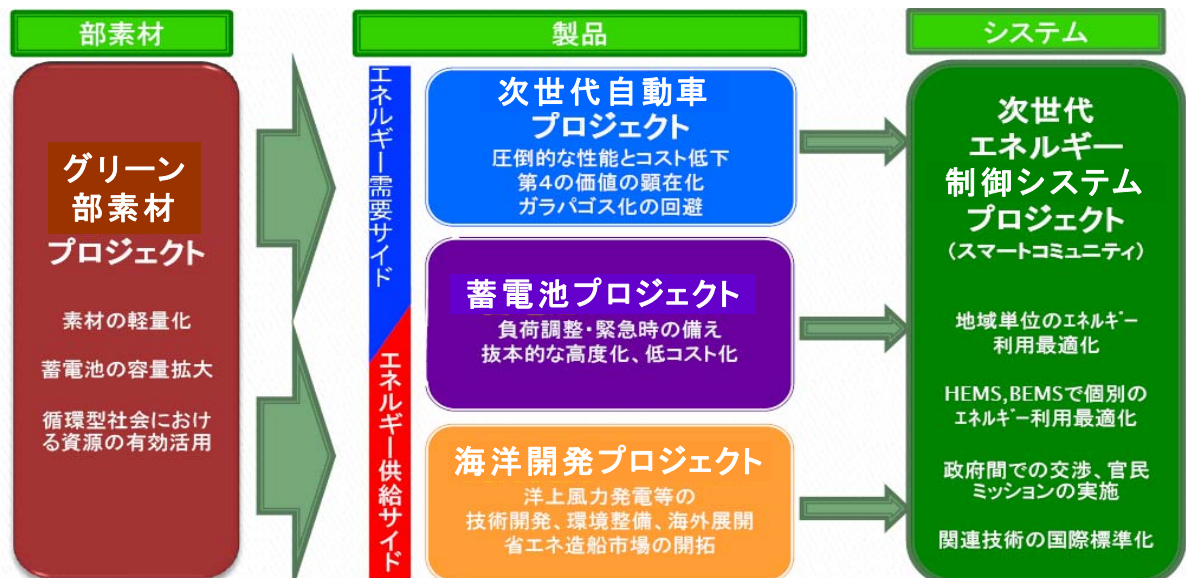 部素材
グリーン
部素材
プロジェクト
素材の軽量化
蓄電池の容量拡大
循環型社会におけ
る資源の有効活用
製品
エネルギー需要サイド
エネルギー供給サイド
次世代自動車
プロジェクト
圧倒的な性能とコスト低下
第4の価値の顕在化
ガラパゴス化の回避
蓄電池プロジェクト
負荷調整・緊急時の備え
抜本的な高度化、低コスト化
海洋開発プロジェクト
洋上風力発電等の
技術開発、環境整備、海外展開
省エネ造船市場の開拓
システム
次世代
エネルギー
制御システム
プロジェクト
(スマートコミュニティ)
地域単位のエネルギー
利用最適化
HEMS,BEMSで個別の
エネルギー利用最適化
政府間での交渉、官民
ミッションの実施
関連技術の国際標準化